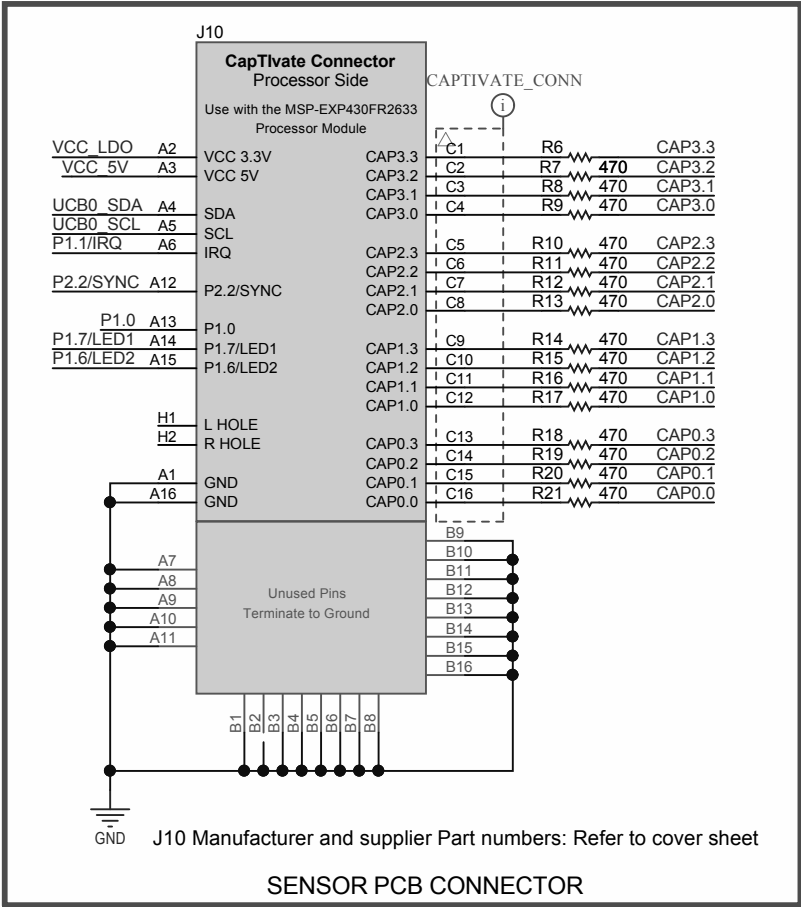 J10
CapTIvate Connector
Processor Side
Use with the MSP-EXP430FR2633
Processor Module
CAPTIVATE_CONN
i
VCC_LDO A2 VCC 3.3V CAP3.3 C1 R6 CAP3.3
VCC_5V A3 VCC 5V CAP3.2 C2 R7 470 CAP3.2
CAP3.1 C3 R8 470 CAP3.1
UCB0_SDA A4 SDA CAP3.0 C4 R9 470 CAP3.0
UCB0_SCL A5 SCL
P1.1/IRQ A6 IRQ CAP2.3 C5 R10 470 CAP2.3
CAP2.2 C6 R11 470 CAP2.2
P2.2/SYNC A12 P2.2/SYNC CAP2.1 C7 R12 470 CAP2.1
CAP2.0 C8 R13 470 CAP2.0
P1.0 A13 P1.0
P1.7/LED1 A14 P1.7/LED1 CAP1.3 C9 R14 470 CAP1.3
P1.6/LED2 A15 P1.6/LED2 CAP1.2 C10 R15 470 CAP1.2
CAP1.1 C11 R16 470 CAP1.1
CAP1.0 C12 R17 470 CAP1.0
H1 L HOLE
H2 R HOLE CAP0.3 C13 R18 470 CAP0.3
CAP0.2 C14 R19 470 CAP0.2
A1 GND CAP0.1 C15 R20 470 CAP0.1
A16 GND CAP0.0 C16 R21 470 CAP0.0
B9
B10
A7 B11
A8 B12
Unused Pins
A9 B13
Terminate to Ground
A10 B14
A11 B15
B16
B1 B2 B3 B4 B5 B6 B7 B8
GND
J10 Manufacturer and supplier Part numbers: Refer to cover sheet
SENSOR PCB CONNECTOR